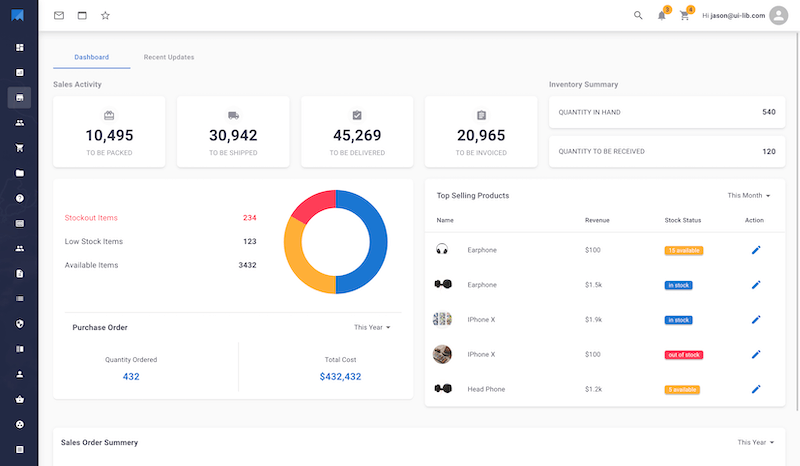 3
4
Hi jason@ui-lib.com
Dashboard
Recent Updates
Sales Activity
10,495
TO BE PACKED
30,942
TO BE SHIPPED
45,269
TO BE DELIVERED
20,965
TO BE INVOICED
Inventory Summary
QUANTITY IN HAND 540
QUANTITY TO BE RECEIVED 120
Stockout Items 234
Low Stock Items 123
Available Items 3432
Purchase Order This Year
Quantity Ordered
432
Total Cost
$432,432
Top Selling Products This Month
Name Revenue Stock Status Action
Earphone $100 15 available
Earphone $1.5k in stock
IPhone X $1.9k in stock
IPhone X $100 out of stock
Head Phone $1.2k 5 available
Sales Order Summery This Year